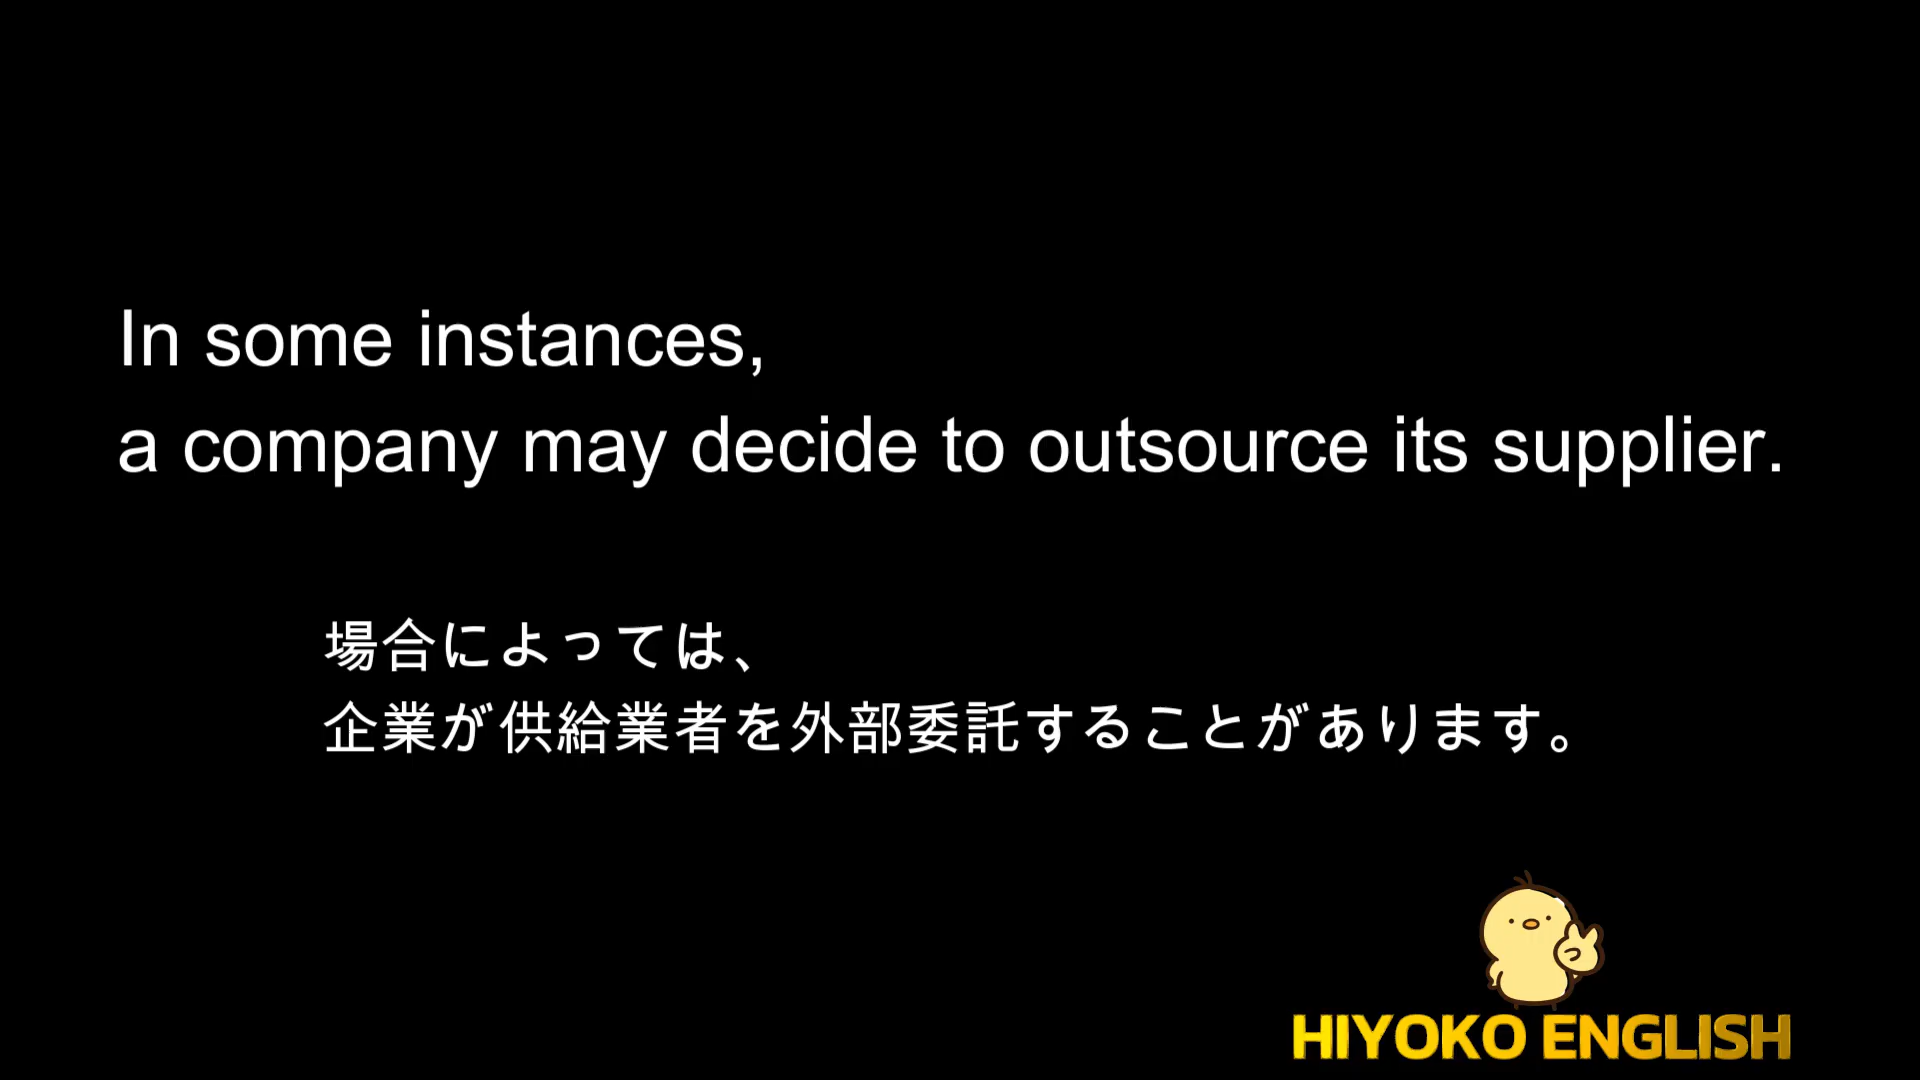 In some instances,
a company may decide to outsource its supplier.
場合によっては、
企業が供給業者を外部委託することがあります。
HIYOKO ENGLISH